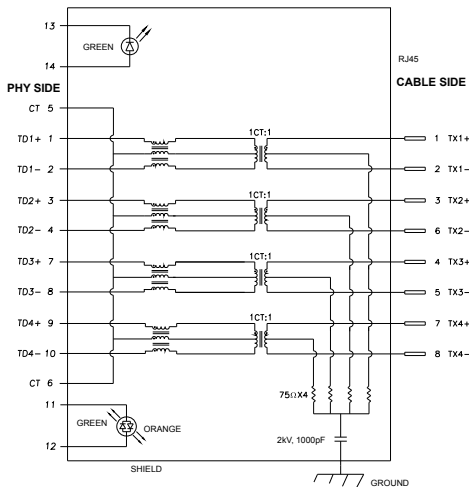 13
GREEN
14
RJ45
PHY SIDE
CABLE SIDE
CT 5
1CT:1
TD1+ 1
1 TX1+
TD1- 2
2 TX1-
1CT:1
TD2+ 3
3 TX2+
TD2- 4
6 TX2-
1CT:1
TD3+ 7
4 TX3+
TD3- 8
5 TX3-
1CT:1
TD4+ 9
7 TX4+
TD4- 10
8 TX4-
CT 6
75ΩX4
11
GREEN
ORANGE
12
2kV, 1000pF
SHIELD
GROUND